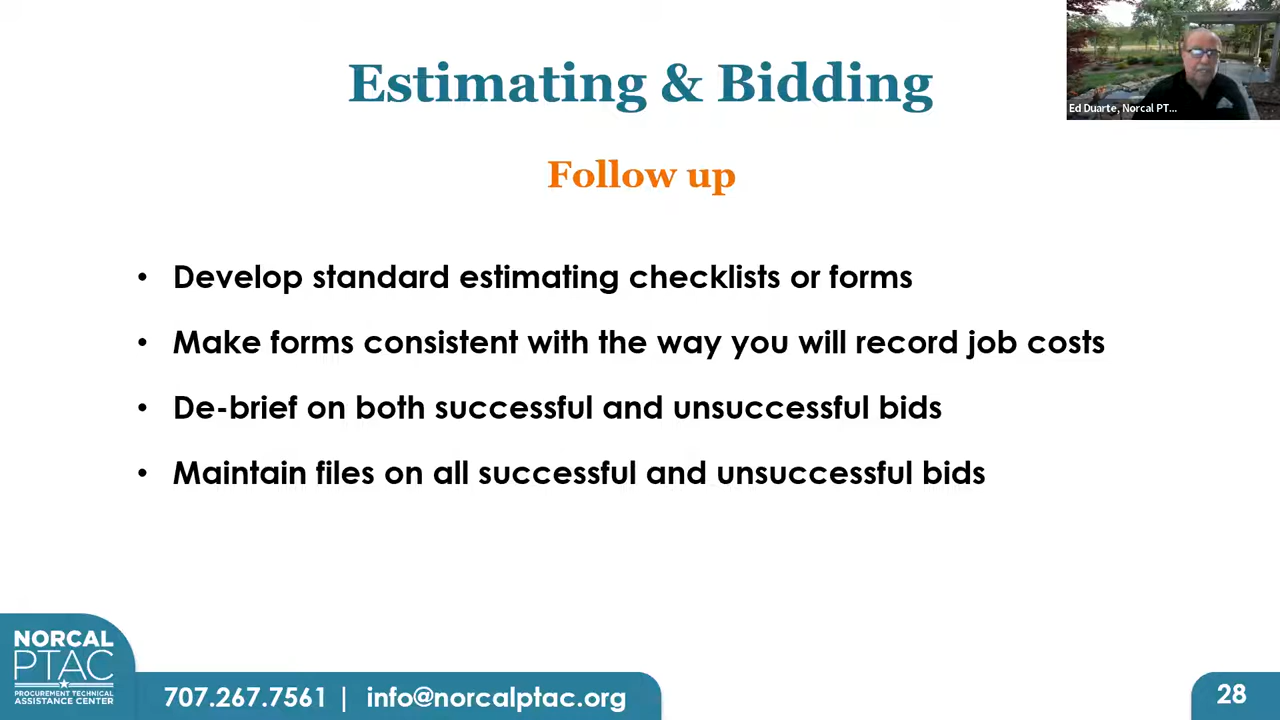 Estimating & Bidding
Ed Duarte, Norcal PT...
Follow up
• Develop standard estimating checklists or forms
• Make forms consistent with the way you will record job costs
• De-brief on both successful and unsuccessful bids
• Maintain files on all successful and unsuccessful bids
NORCAL
PTAC
PROCUREMENT TECHNICAL
ASSISTANCE CENTER
707.267.7561 | info@norcalptac.org
28